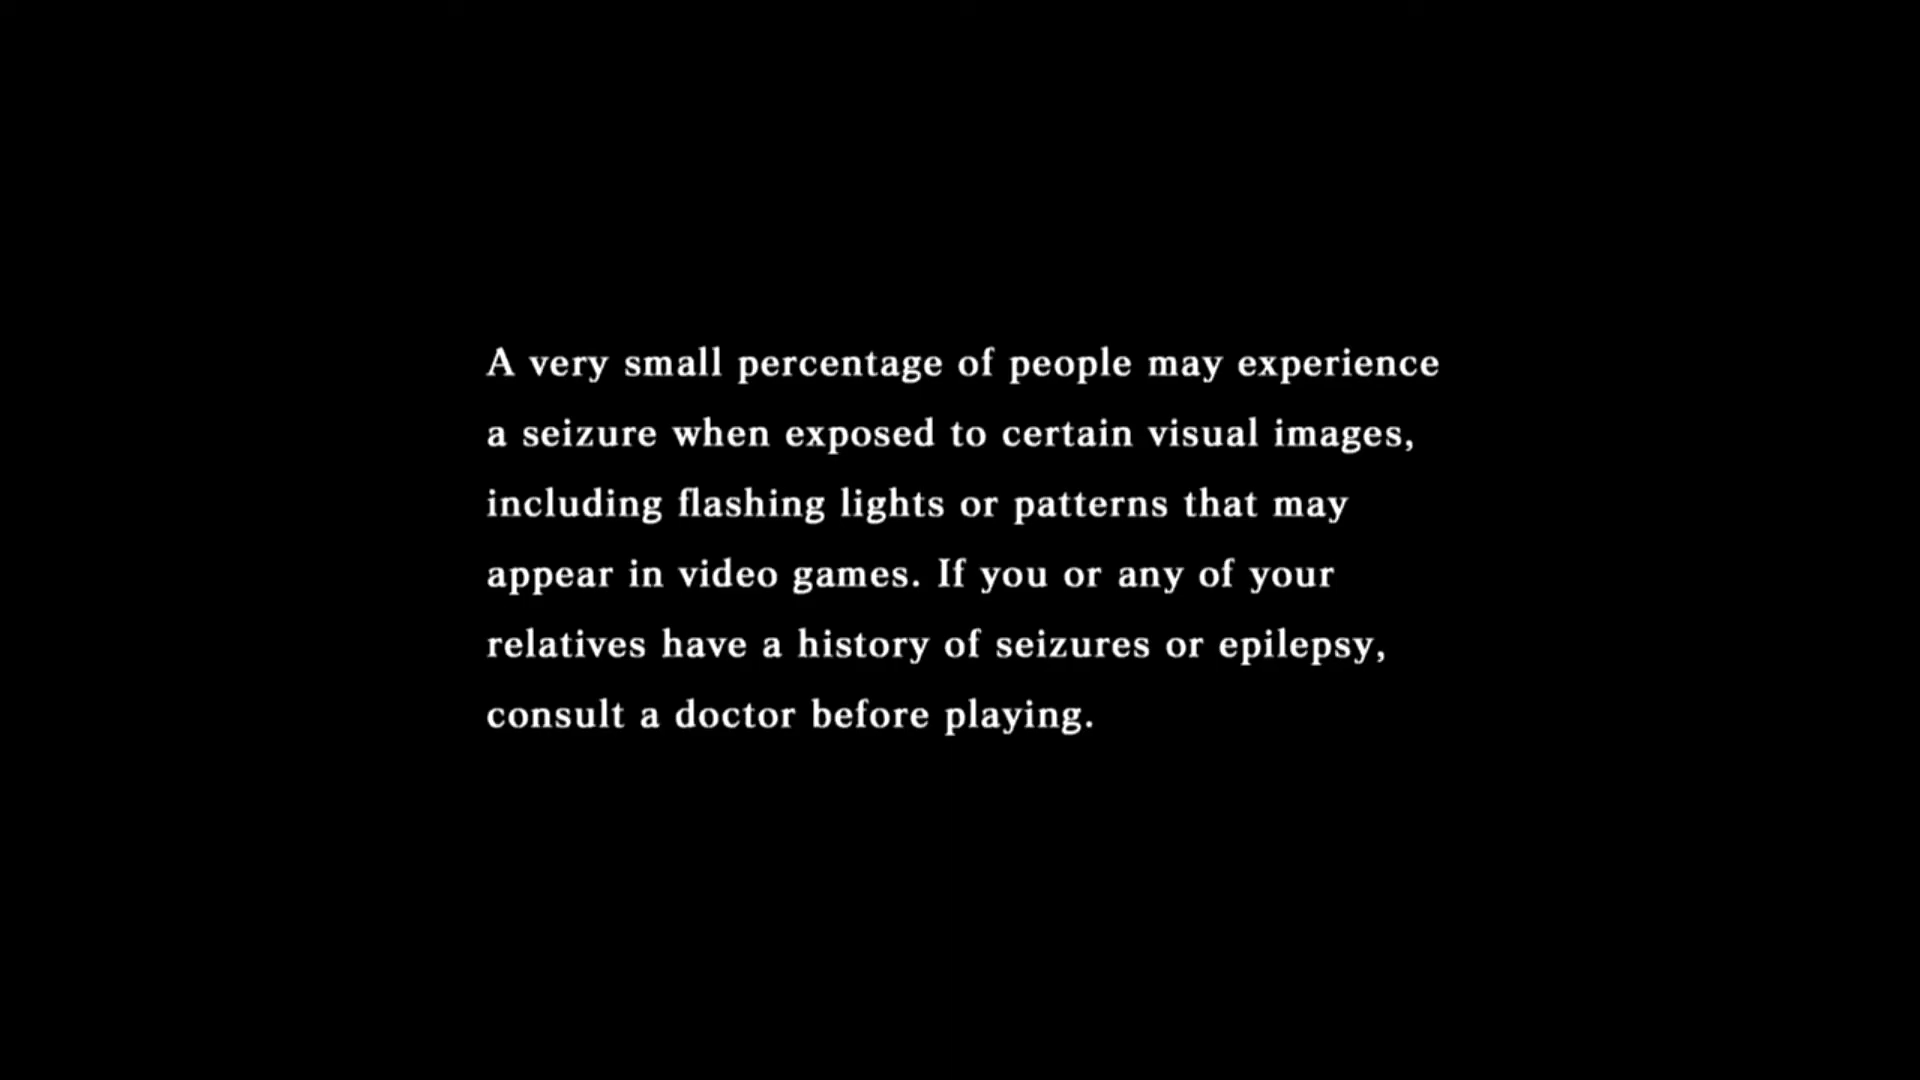 A very small percentage of people may experience
a seizure when exposed to certain visual images,
including flashing lights or patterns that may
appear in video games. If you or any of your
relatives have a history of seizures or epilepsy,
consult a doctor before playing.